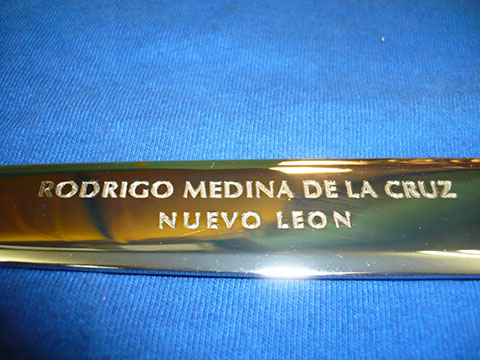 RODRIGO MEDINA DE LA CRUZ
NUEVO LEON